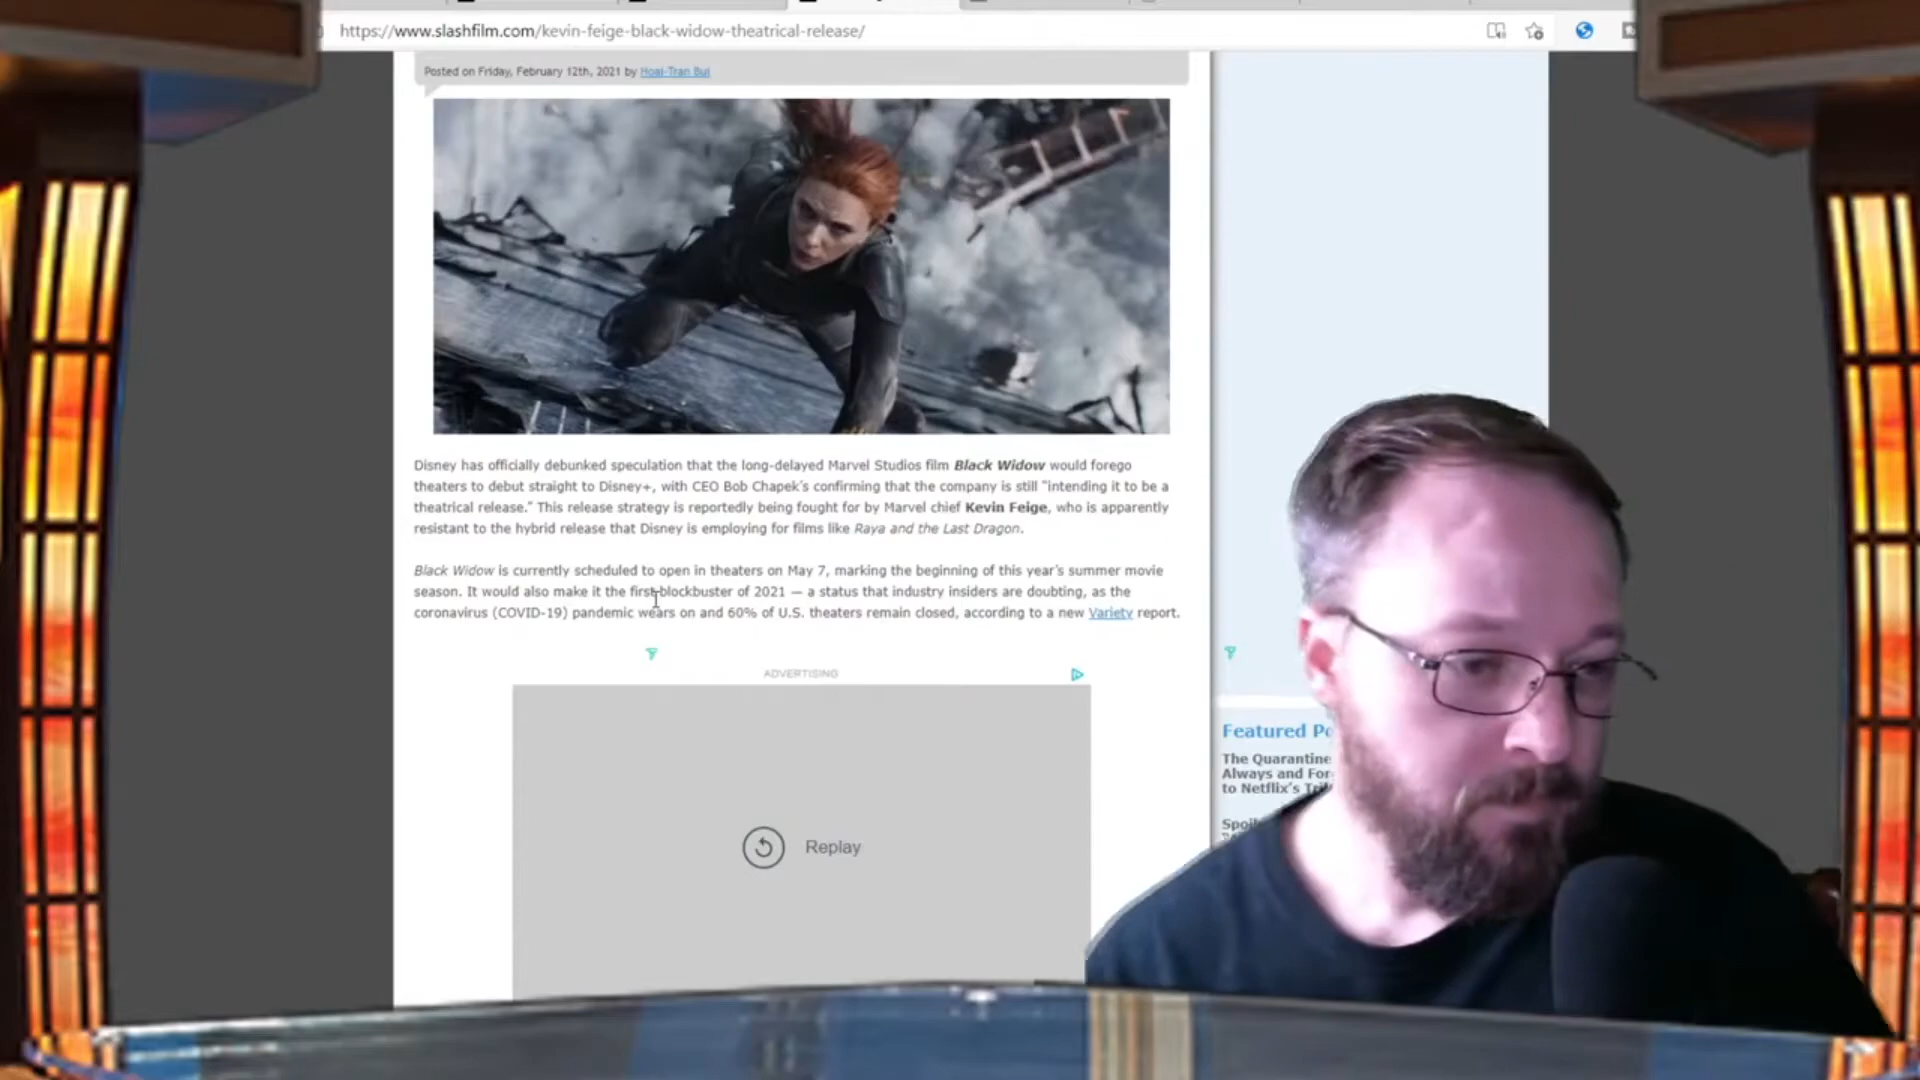 https://www.slashfilm.com/kevin-feige-black-widow-theatrical-release/
Posted on Friday, February 12th, 2021 by Hoai-Tran Bui
Disney has officially debunked speculation that the long-delayed Marvel Studios film Black Widow would forego
theaters to debut straight to Disney+, with CEO Bob Chapek's confirming that the company is still "intending it to be a
theatrical release." This release strategy is reportedly being fought for by Marvel chief Kevin Feige, who is apparently
resistant to the hybrid release that Disney is employing for films like Raya and the Last Dragon.
Black Widow is currently scheduled to open in theaters on May 7, marking the beginning of this year's summer movie
season. It would also make it the first blockbuster of 2021 — a status that industry insiders are doubting, as the
coronavirus (COVID-19) pandemic wears on and 60% of U.S. theaters remain closed, according to a new Variety report.
ADVERTISING
Replay
Featured
The Quarantine
Always and
to Netflix's